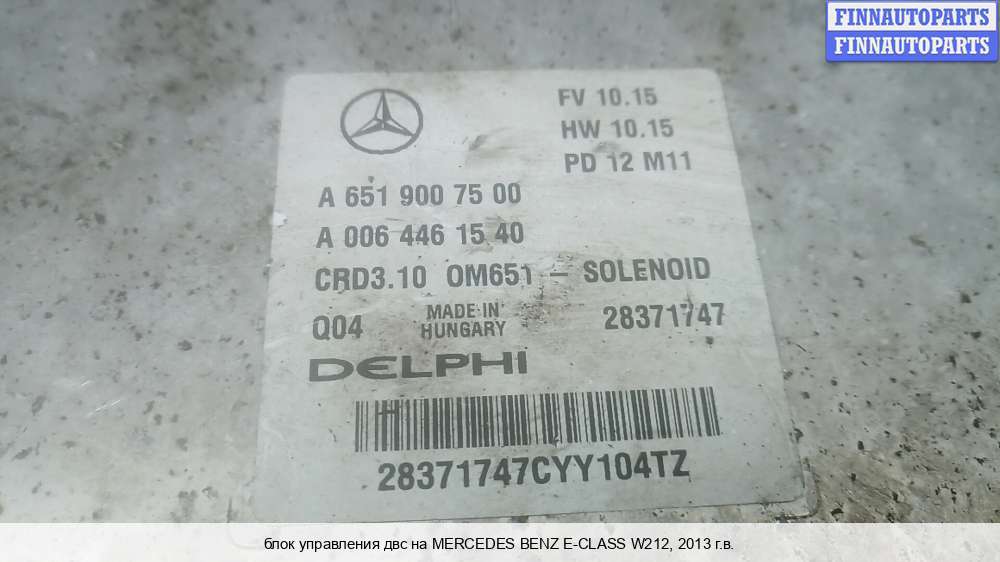 FINNAUTOPARTS
FINNAUTOPARTS
FV 10.15
HW 10.15
PD 12 M11
A 651 900 75 00
A 006 446 15 40
CRD3.10 OM651 - SOLENOID
Q04 MADE IN HUNGARY 28371747
DELPHI
28371747CYY104TZ
блок управления двс на MERCEDES BENZ E-CLASS W212, 2013 г.в.